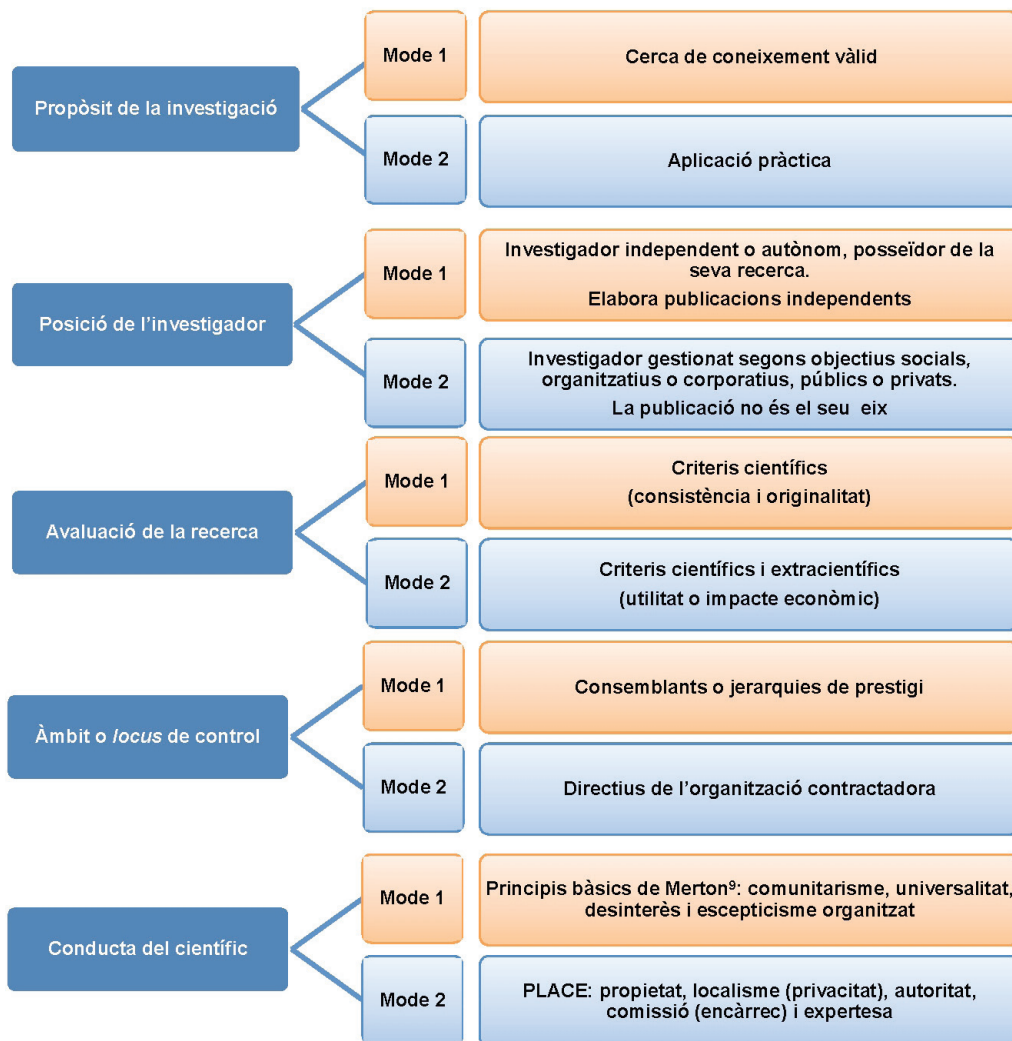 Propòsit de la investigació
Mode 1
Cerca de coneixement vàlid
Mode 2
Aplicació pràctica
Posició de l’investigador
Mode 1
Investigador independent o autònom, posseïdor de la
seva recerca.
Elabora publicacions independents
Mode 2
Investigador gestionat segons objectius socials,
organitzatius o corporatius, públics o privats.
La publicació no és el seu eix
Avaluació de la recerca
Mode 1
Criteris científics
(consistència i originalitat)
Mode 2
Criteris científics i extracientífics
(utilitat o impacte econòmic)
Àmbit o locus de control
Mode 1
Consemblants o jerarquies de prestigi
Mode 2
Directius de l’organització contractadora
Conducta del científic
Mode 1
Principis bàsics de Merton⁹: comunitarisme, universalitat,
desinterès i escepticisme organitzat
Mode 2
PLACE: propietat, localisme (privacitat), autoritat,
comissió (encàrrec) i expertesa